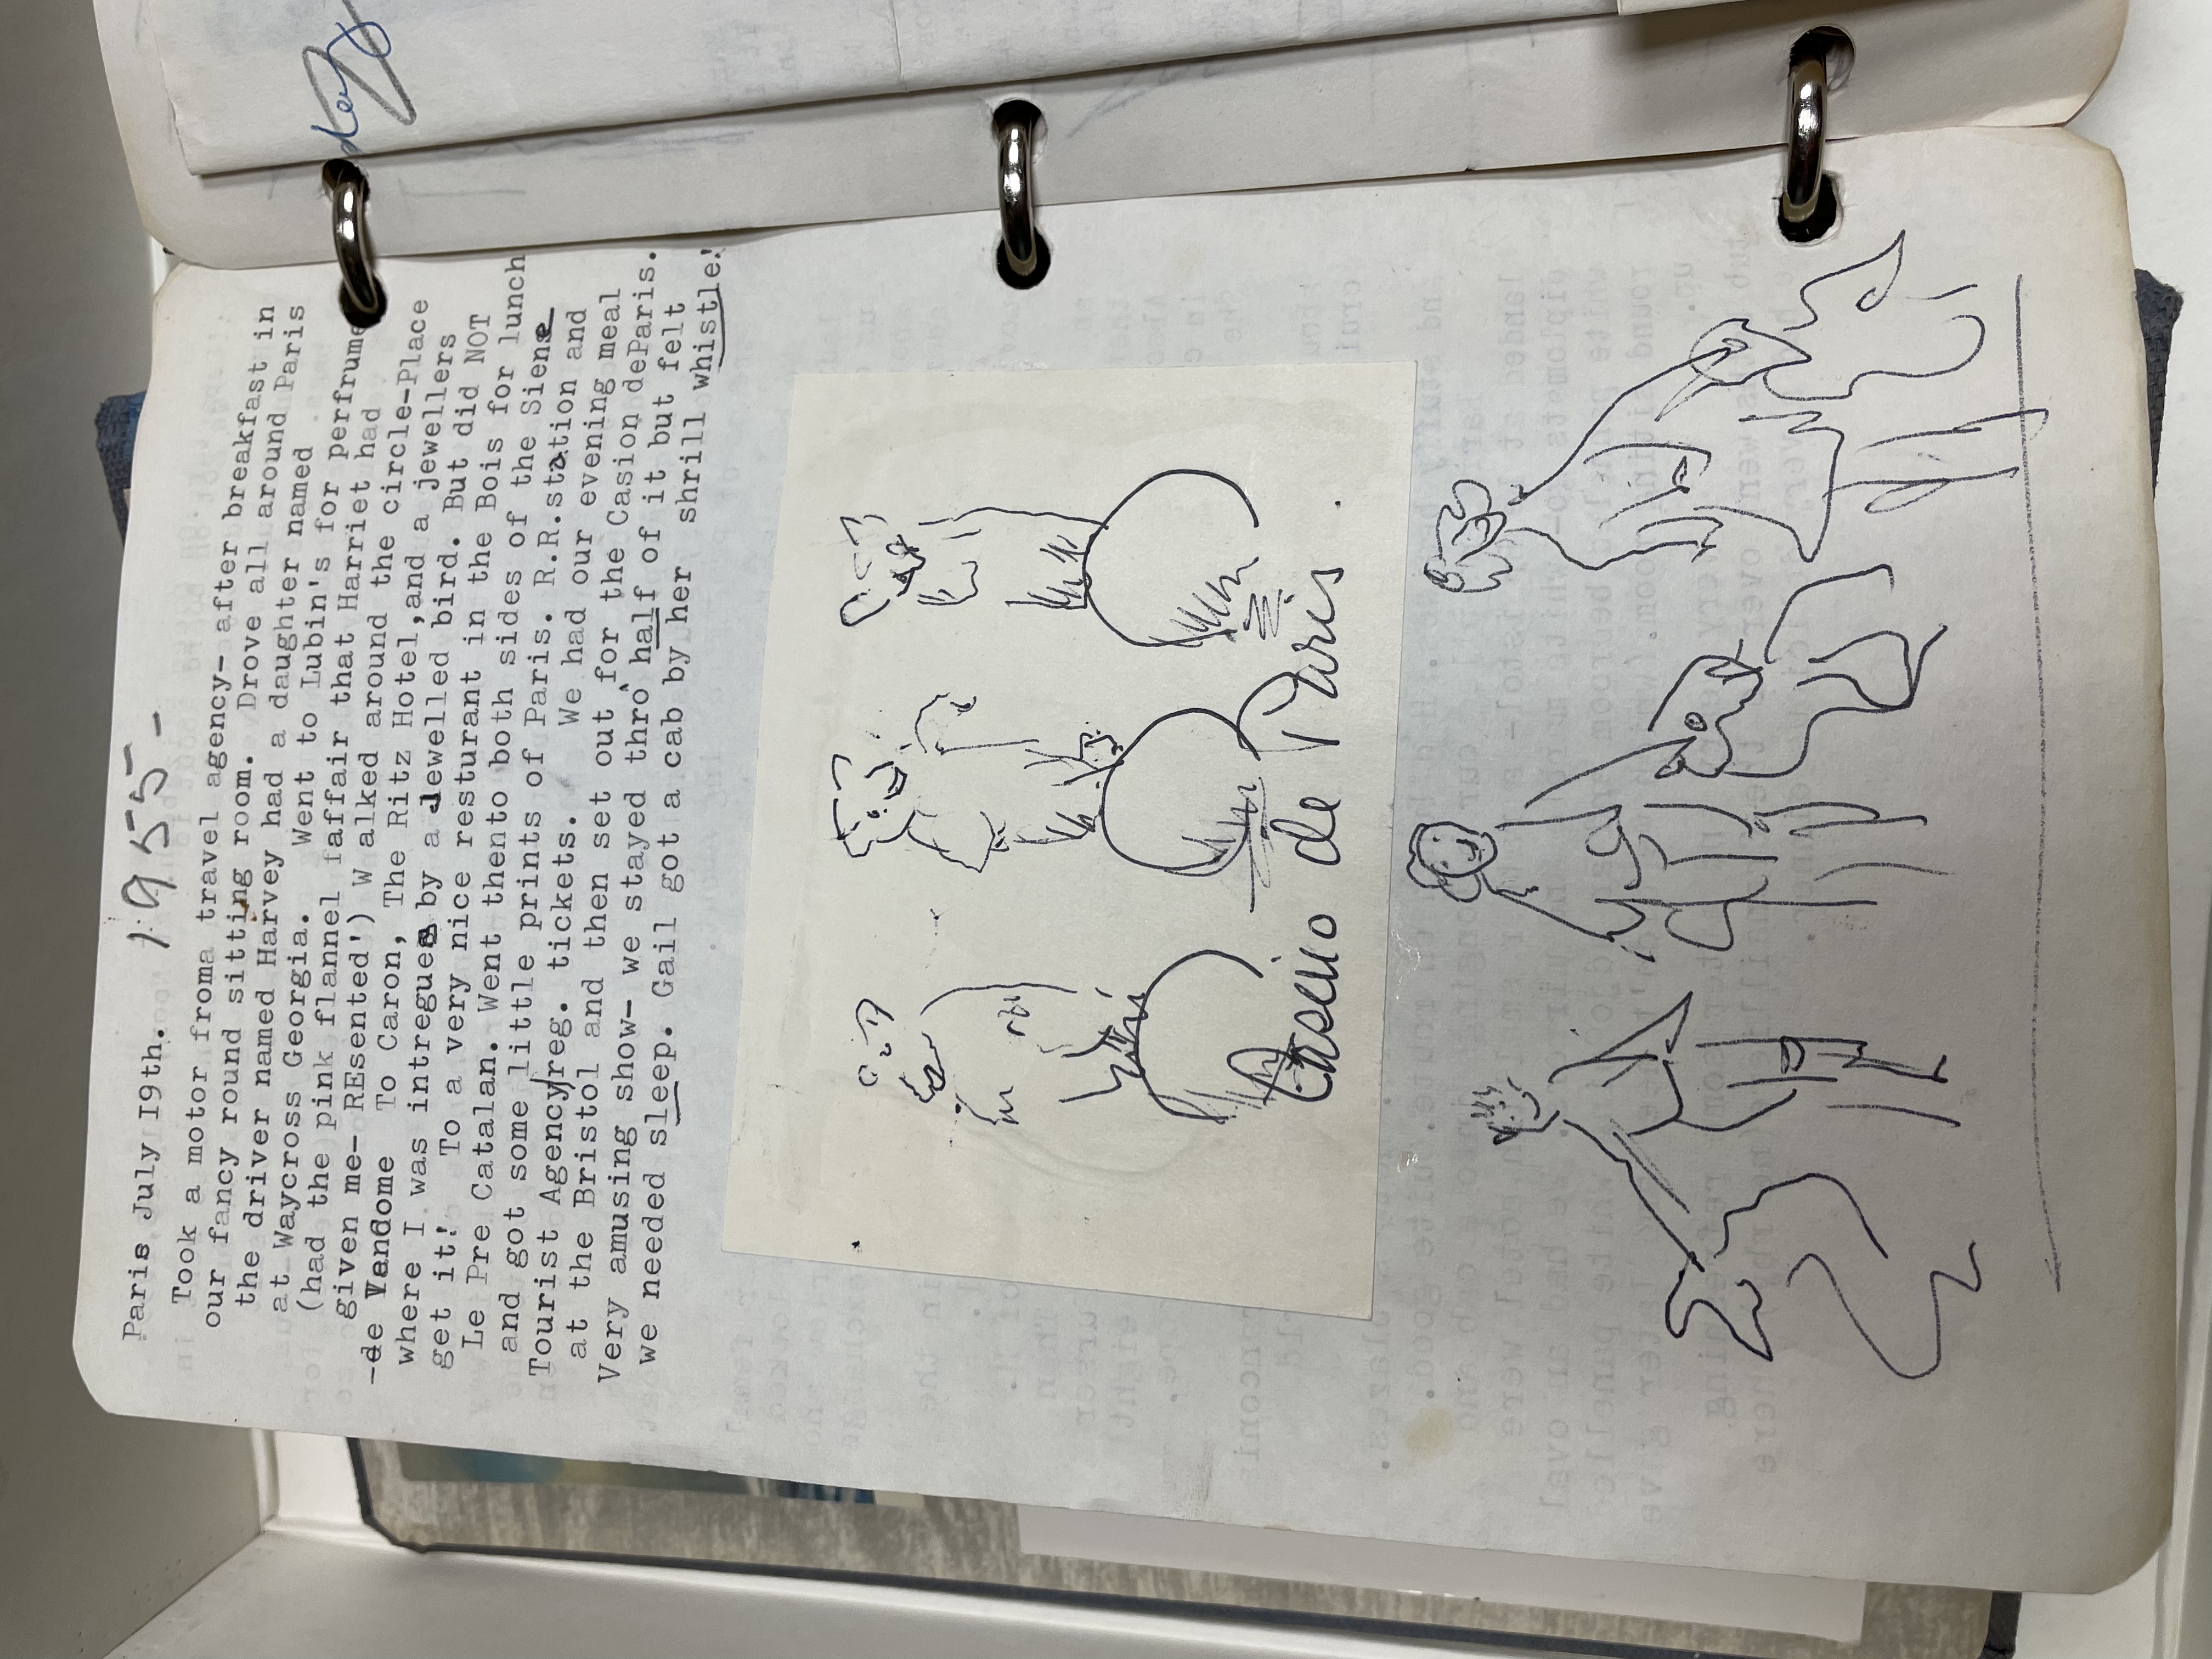 Paris July I9th. 1955-
Took a motor froma travel agency- after breakfast in
our fancy round sitting room. Drove all around Paris
the driver named Harvey had a daughter named
at Waycross Georgia. Went to Lubin's for perfrume
(had the pink flannel faffair that Harriet had
given me- REsented') W alked around the circle-Place
-de Vandome To Caron, The Ritz Hotel,and a jewellers
where I was intregues by a Jewelled bird. But did NOT
get it! To a very nice resturant in the Bois for lunch
Le Pre Catalan. Went thento both sides of the Siene
and got some little prints of Paris. R.R.station and
Tourist Agency/reg. tickets. We had our evening meal
at the Bristol and then set out for the Casion deParis.
Very amusing show- we stayed thro half of it but felt
we needed sleep. Gail got a cab by her shrill whistle!
Casino de Paris.